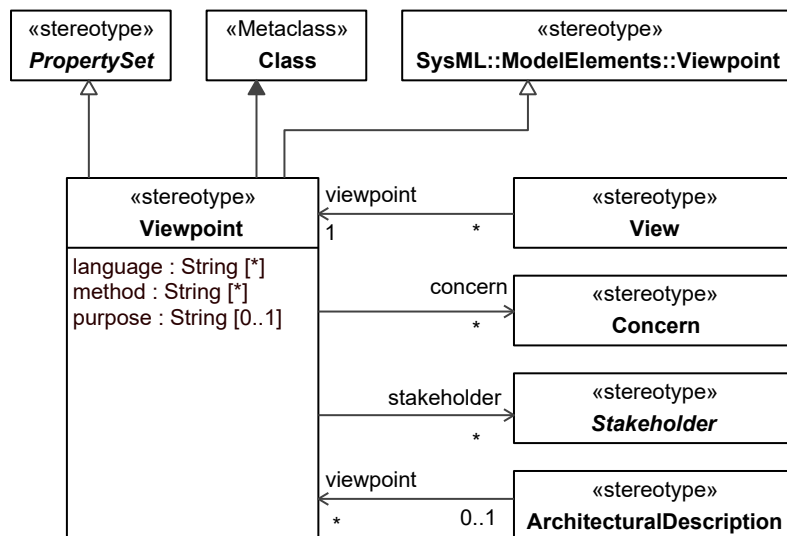 «stereotype»
PropertySet
«Metaclass»
Class
«stereotype»
SysML::ModelElements::Viewpoint
«stereotype»
Viewpoint
language : String [*]
method : String [*]
purpose : String [0..1]
viewpoint
1
*
«stereotype»
View
concern
*
«stereotype»
Concern
stakeholder
*
«stereotype»
Stakeholder
viewpoint
*
0..1
«stereotype»
ArchitecturalDescription